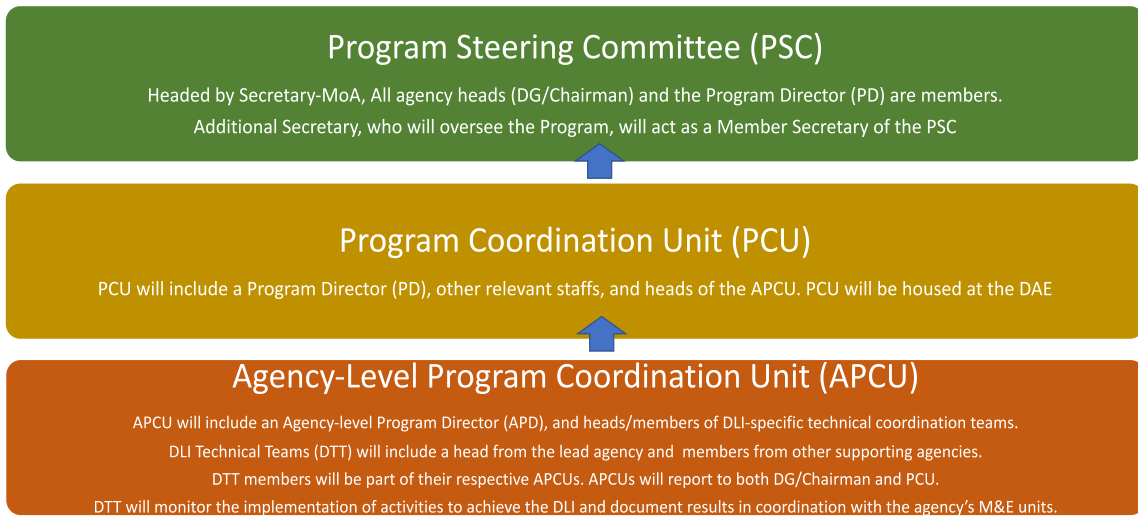 Program Steering Committee (PSC)
Headed by Secretary-MoA, All agency heads (DG/Chairman) and the Program Director (PD) are members.
Additional Secretary, who will oversee the Program, will act as a Member Secretary of the PSC
Program Coordination Unit (PCU)
PCU will include a Program Director (PD), other relevant staffs, and heads of the APCU. PCU will be housed at the DAE
Agency-Level Program Coordination Unit (APCU)
APCU will include an Agency-level Program Director (APD), and heads/members of DLI-specific technical coordination teams.
DLI Technical Teams (DTT) will include a head from the lead agency and  members from other supporting agencies.
DTT members will be part of their respective APCUs. APCUs will report to both DG/Chairman and PCU.
DTT will monitor the implementation of activities to achieve the DLI and document results in coordination with the agency's M&E units.